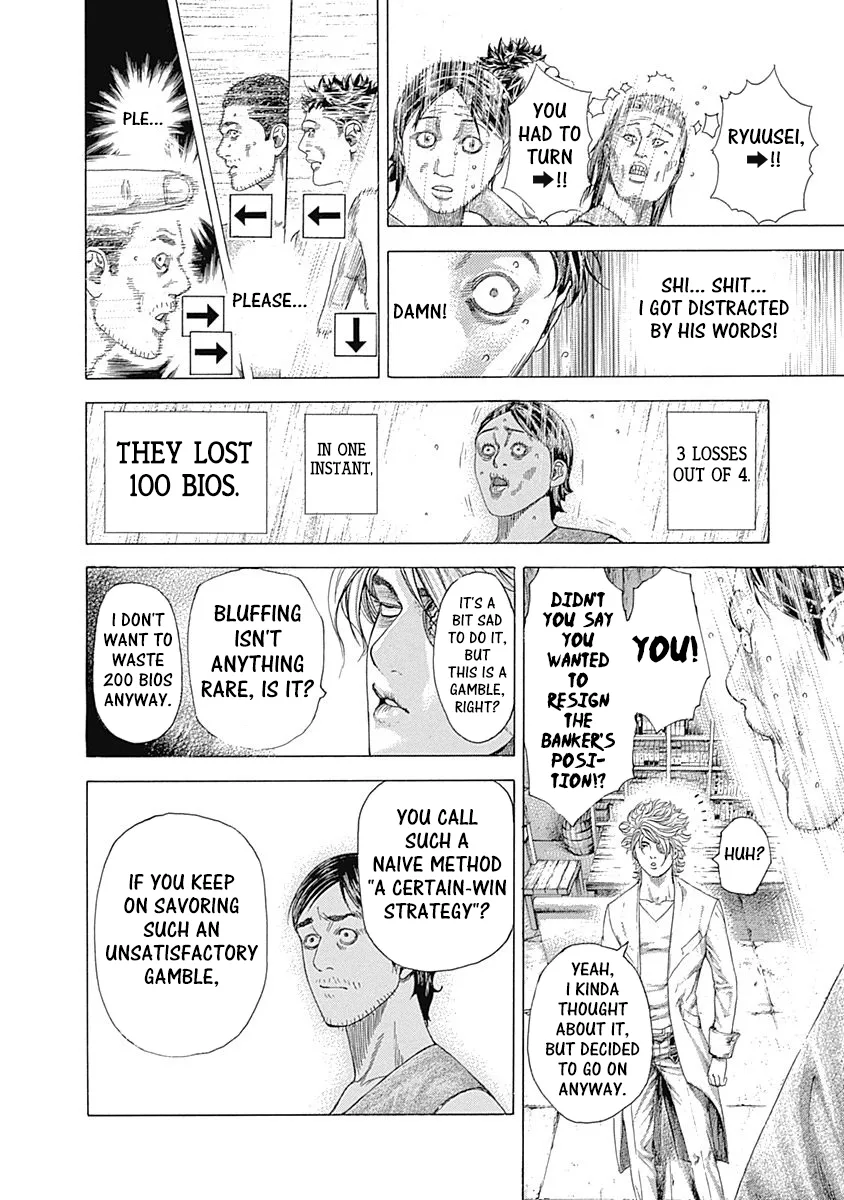 RYUUSEI,
➡!!
YOU
HAD TO
TURN
➡!!
PLE...
⬅
⬅
PLEASE...
➡
➡
⬇
SHI... SHIT...
I GOT DISTRACTED
BY HIS WORDS!
DAMN!
3 LOSSES
OUT OF 4.
IN ONE
INSTANT,
THEY LOST
100 BIOS.
YOU!
DIDN'T
YOU SAY
YOU
WANTED
TO
RESIGN
THE
BANKER'S
POSI-
TION!?
HUH?
YEAH,
I KINDA
THOUGHT
ABOUT IT,
BUT DECIDED
TO GO ON
ANYWAY.
IT'S A
BIT SAD
TO DO IT,
BUT
THIS IS A
GAMBLE,
RIGHT?
BLUFFING
ISN'T
ANYTHING
RARE, IS IT?
I DON'T
WANT TO
WASTE
200 BIOS
ANYWAY.
YOU CALL
SUCH A
NAIVE METHOD
"A CERTAIN-WIN
STRATEGY"?
IF YOU KEEP
ON SAVORING
SUCH AN
UNSATISFACTORY
GAMBLE,